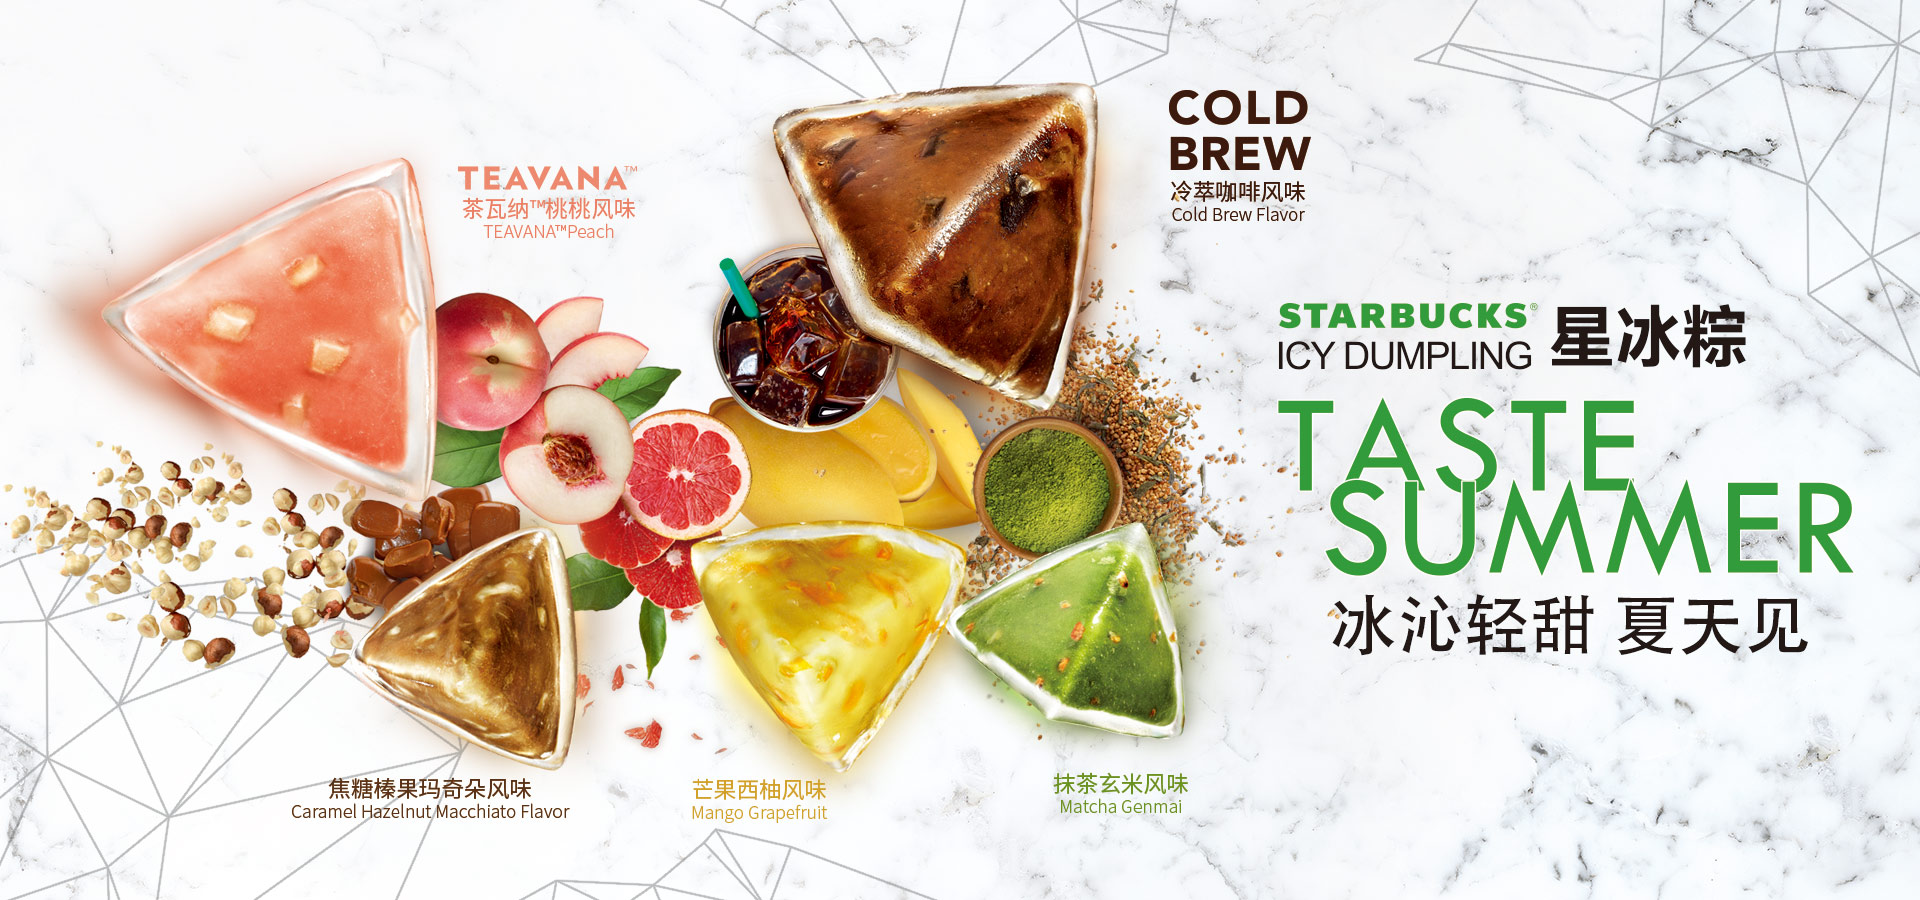 TEAVANA™
茶瓦纳™桃桃风味
TEAVANA™Peach
COLD
BREW
冷萃咖啡风味
Cold Brew Flavor
STARBUCKS®
ICY DUMPLING
星冰粽
TASTE
SUMMER
冰沁轻甜 夏天见
焦糖榛果玛奇朵风味
Caramel Hazelnut Macchiato Flavor
芒果西柚风味
Mango Grapefruit
抹茶玄米风味
Matcha Genmai